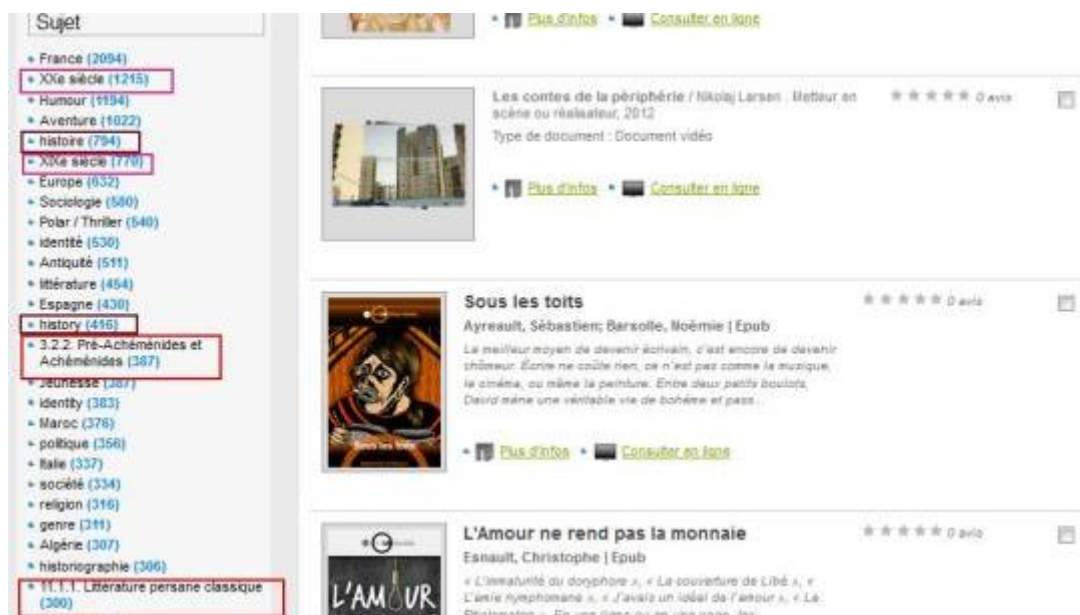 Sujet
France (2094)
XXe siècle (1215)
Humour (1194)
Aventure (1022)
histoire (794)
XIXe siècle (770)
Europe (632)
Sociologie (580)
Polar / Thriller (540)
identité (530)
Antiquité (511)
littérature (454)
Espagne (430)
history (416)
3.2.2. Pré-Achéménides et
Achéménides (387)
Jeunesse (387)
identity (383)
Maroc (376)
politique (356)
Italie (337)
société (334)
religion (316)
genre (311)
Algérie (307)
historiographie (306)
11.1.1. Littérature persane classique
(300)
Plus d'infos Consulter en ligne
Les contes de la périphérie / Nikolaj Larsen . Metteur en
scène ou réalisateur, 2012
0 avis
Type de document : Document vidéo
Plus d'infos Consulter en ligne
Sous les toits
0 avis
Ayreault, Sébastien; Barsolle, Noémie | Epub
Le meilleur moyen de devenir écrivain, c'est encore de devenir
chômeur. Écrire ne coûte rien, ce n'est pas comme la musique,
le cinéma, ou même la peinture. Entre deux petits boulots,
David mène une véritable vie de bohème et pass...
Sous les toits
Plus d'infos Consulter en ligne
L'Amour ne rend pas la monnaie
0 avis
Esnault, Christophe | Epub
« L'immaturité du doryphore », « La couverture de Libé », «
L'amie nymphomane », « J'avais un idéal de l'amour », « Le
L'AMOUR